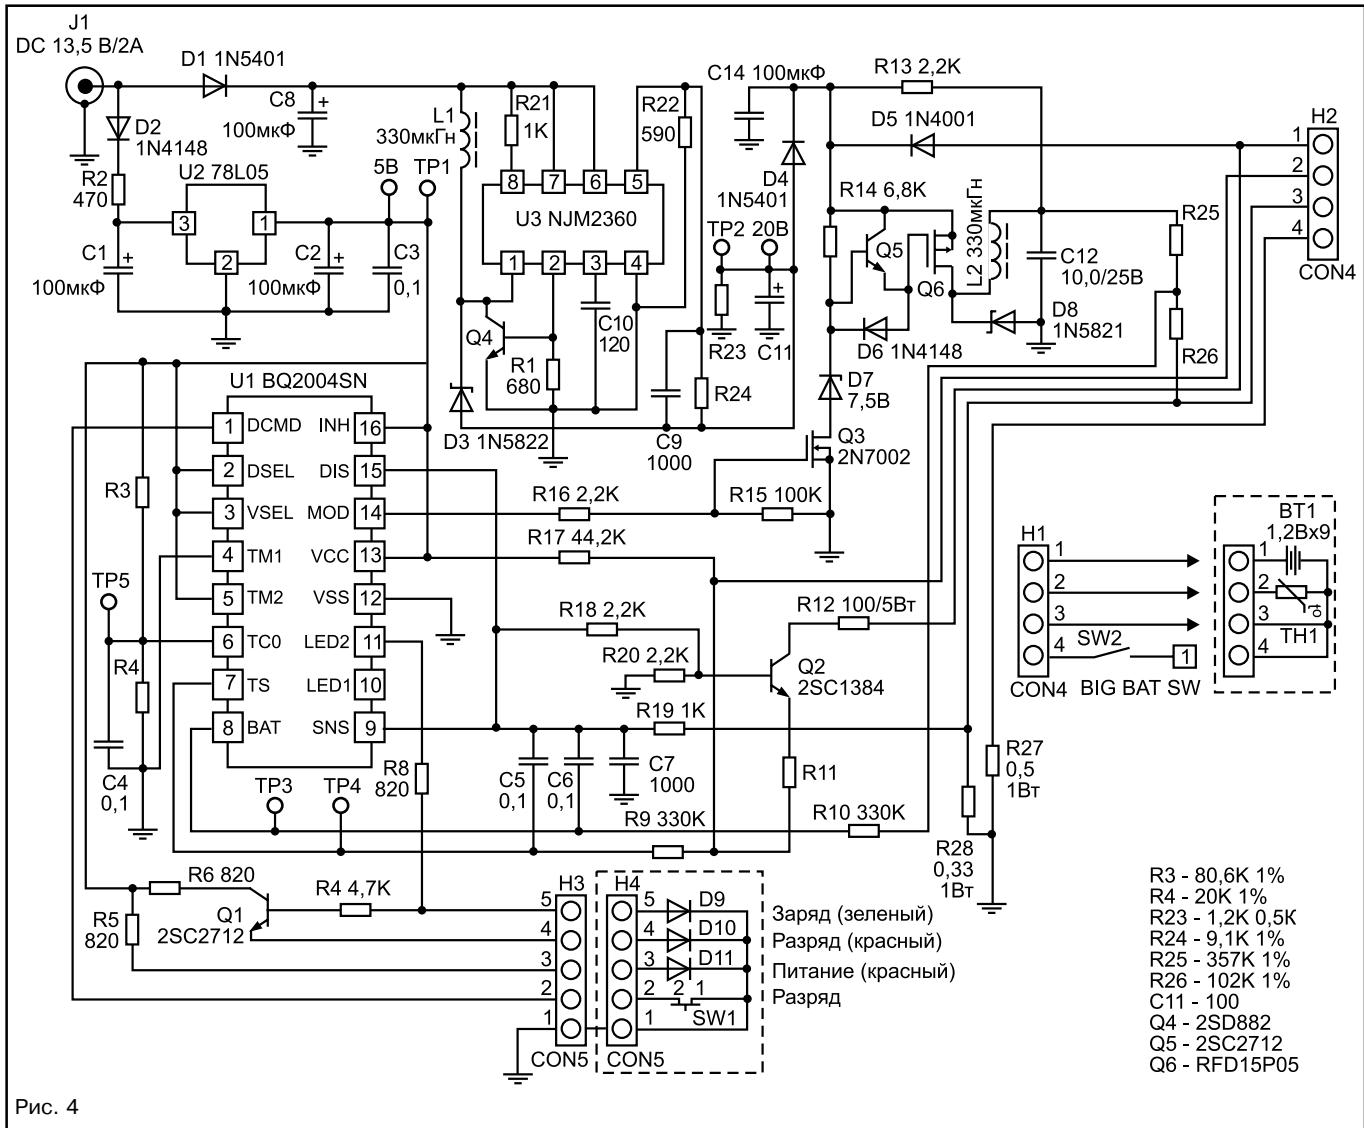 J1
DC 13,5 В/2А
D1 1N5401
C8
100мкФ
D2
1N4148
R2
470
U2 78L05
3
1
2
C1
100мкФ
C2
100мкФ
C3
0,1
5В
TP1
L1
330мкГн
R21
1K
R22
590
8
7
6
5
U3 NJM2360
1
2
3
4
Q4
R1
680
C10
120
D3 1N5822
C9
1000
R24
C14 100мкФ
D4
1N5401
TP2
20В
R23
C11
R13 2,2K
D5 1N4001
R14 6,8K
Q5
Q6
L2 330мкГн
C12
10,0/25В
D8
1N5821
D6 1N4148
D7
7,5В
Q3
2N7002
R25
R26
H2
1
2
3
4
CON4
U1 BQ2004SN
1 DCMD INH 16
2 DSEL DIS 15
3 VSEL MOD 14
4 TM1 VCC 13
5 TM2 VSS 12
6 TC0 LED2 11
7 TS LED1 10
8 BAT SNS 9
R3
TP5
R4
C4
0,1
R16 2,2K
R15 100K
R17 44,2K
R18 2,2K
R20 2,2K
R12 100/5Вт
Q2
2SC1384
R19 1K
R8
820
C5
0,1
C6
0,1
C7
1000
R11
TP3
TP4
R9 330K
R10 330K
R27
0,5
1Вт
R28
0,33
1Вт
H1
1
2
3
4
SW2
1
CON4
BIG BAT SW
BT1
1,2Вх9
1
2
3
4
t°
TH1
R6 820
R5
820
Q1
2SC2712
R4 4,7K
H3
5
4
3
2
1
CON5
H4
5
4
3
2
1
D9
D10
D11
2
1
SW1
CON5
Заряд (зеленый)
Разряд (красный)
Питание (красный)
Разряд
R3 - 80,6K 1%
R4 - 20K 1%
R23 - 1,2K 0,5K
R24 - 9,1K 1%
R25 - 357K 1%
R26 - 102K 1%
C11 - 100
Q4 - 2SD882
Q5 - 2SC2712
Q6 - RFD15P05
Рис. 4